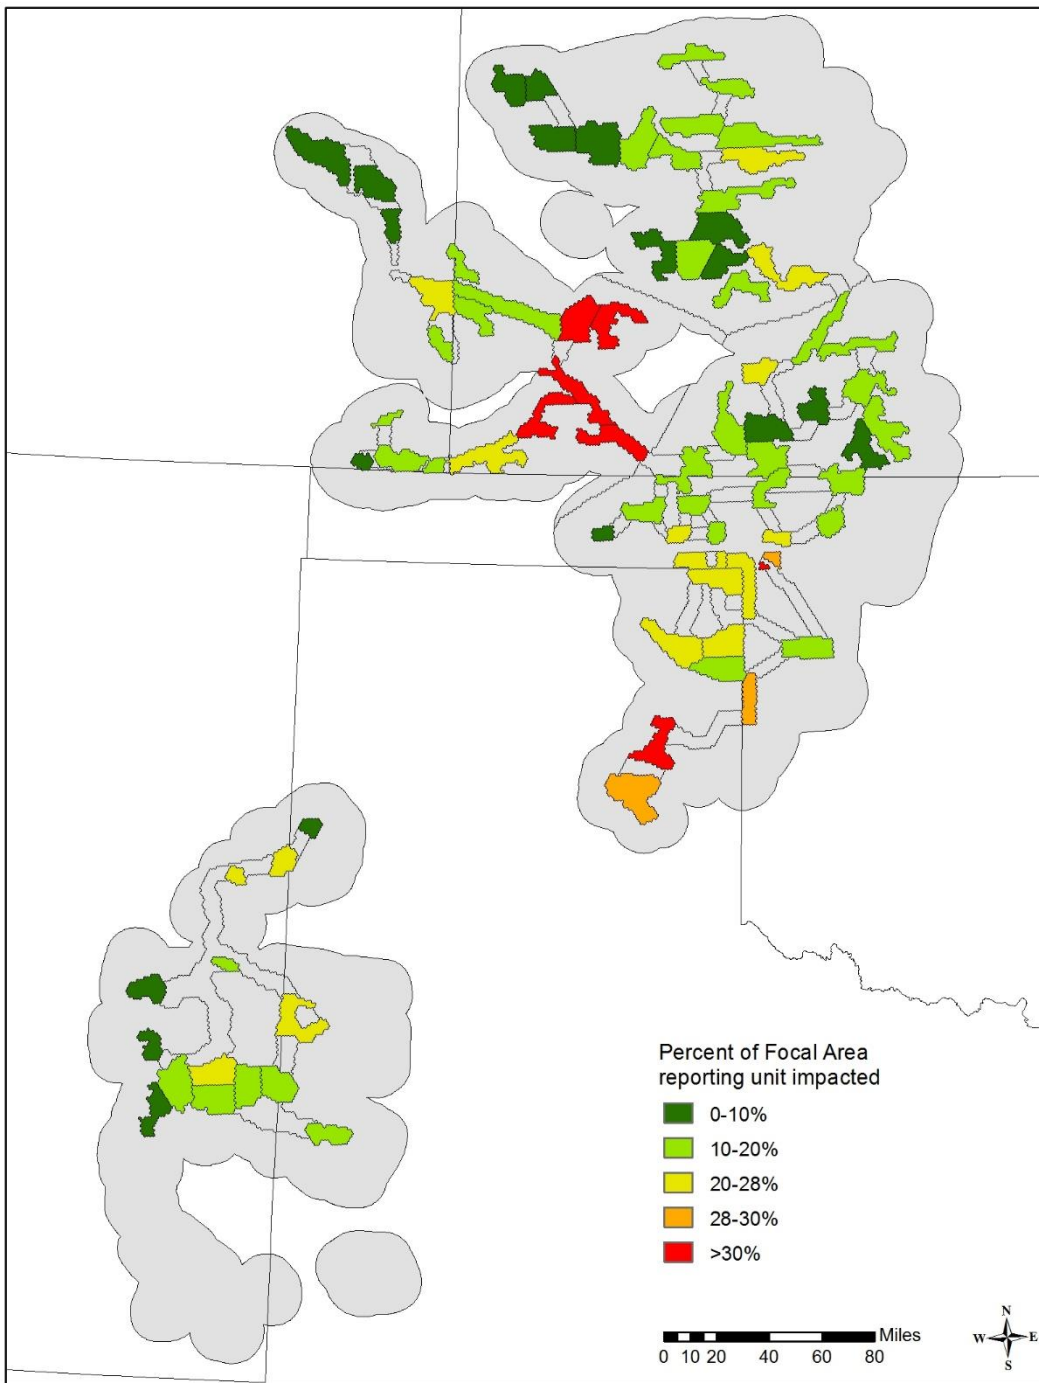 Percent of Focal Area
reporting unit impacted
0-10%
10-20%
20-28%
28-30%
>30%
Miles
0 10 20 40 60 80
N
W E
S